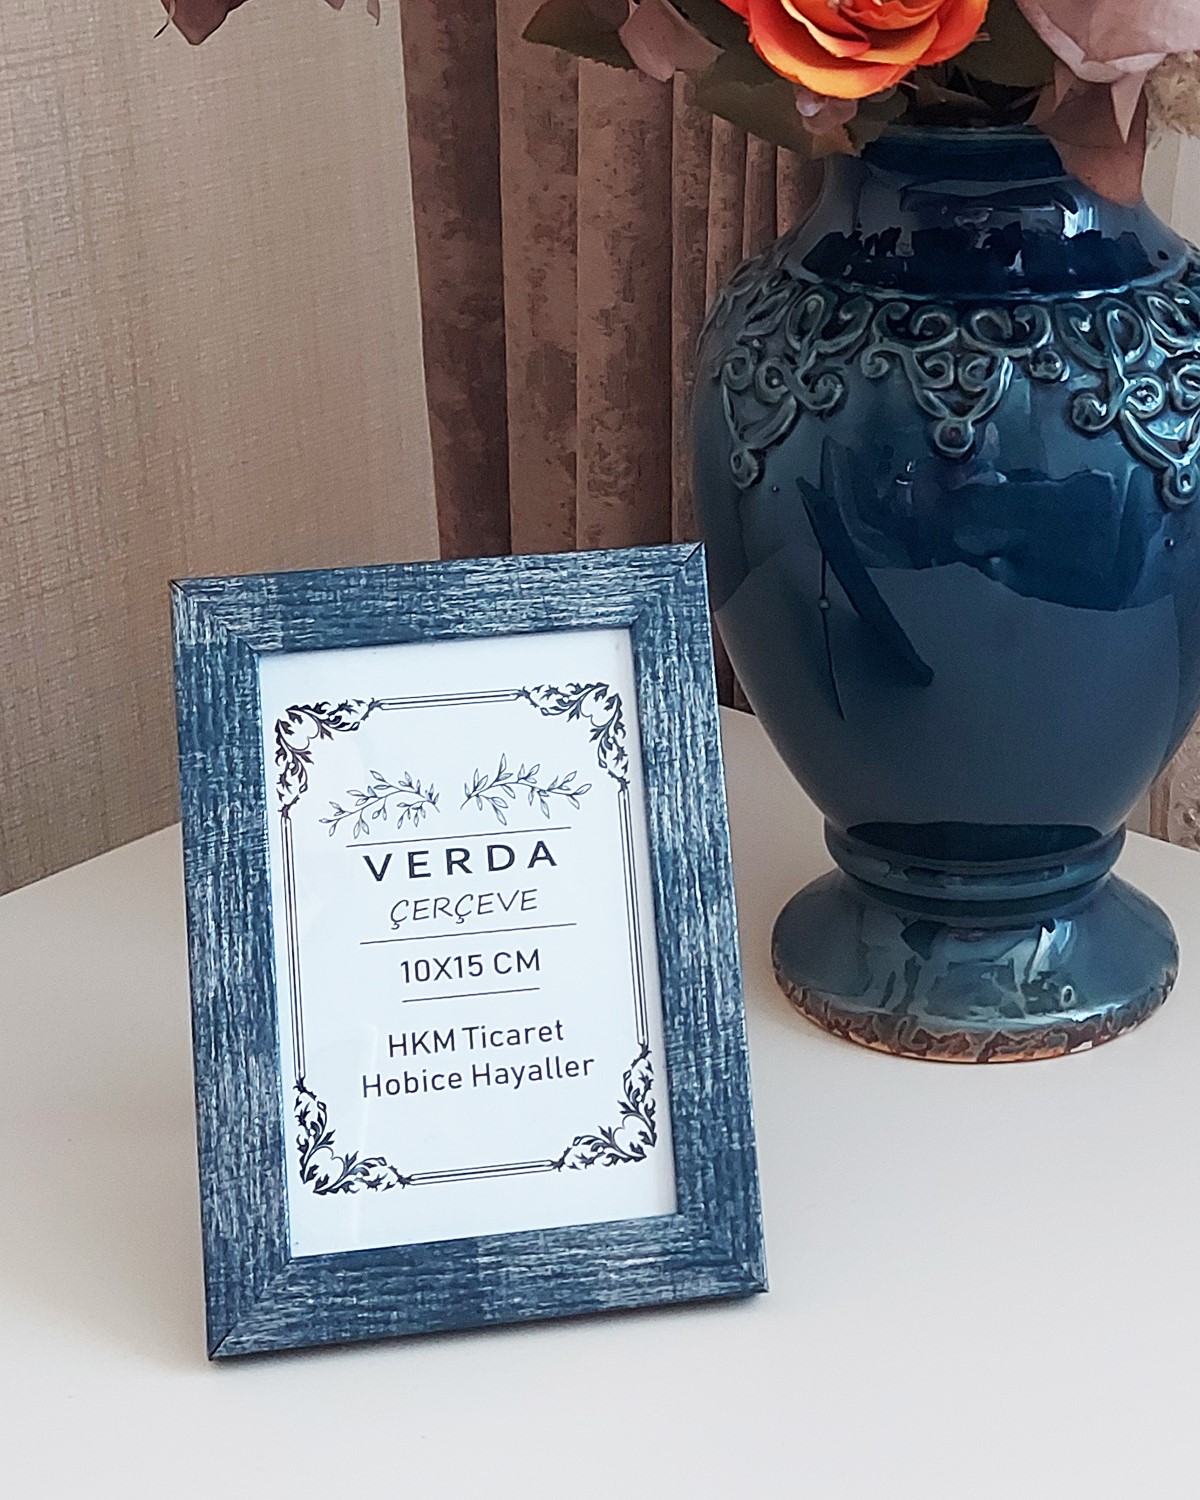 VERDA
ÇERÇEVE
10X15 CM
HKM Ticaret
Hobice Hayaller